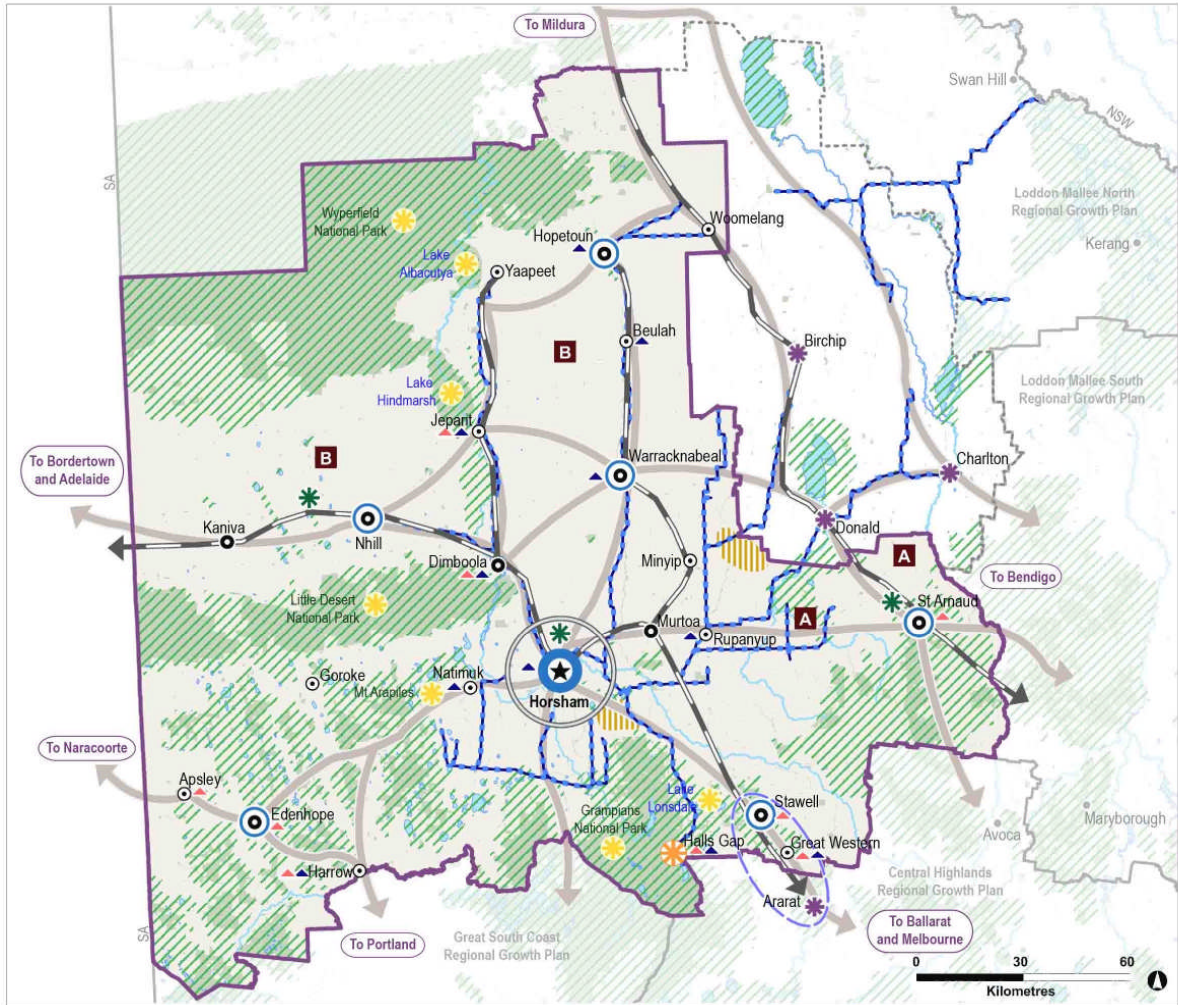 To Mildura
Swan Hill
NSW
SA
Loddon Mallee North
Regional Growth Plan
Kerang
Wyperfield
National Park
Woomelang
Hopetoun
Lake
Albacutya
Yaapeet
Beulah
B
Birchip
Loddon Mallee South
Regional Growth Plan
Lake
Hindmarsh
Jeparit
To Bordertown
and Adelaide
B
Warracknabeal
Charlton
Kaniva
Nhill
Donald
Dimboola
Minyip
A
To Bendigo
Little Desert
National Park
St Arnaud
A
Murtoa
Rupanyup
Goroke
Natimuk
Mt Arapiles
Horsham
To Naracoorte
Apsley
Edenhope
Lake
Lonsdale
Stawell
Grampians
National Park
Halls Gap
Great Western
Avoca
Maryborough
Harrow
Central Highlands
Regional Growth Plan
Ararat
SA
To Portland
Great South Coast
Regional Growth Plan
To Ballarat
and Melbourne
0 30 60
Kilometres